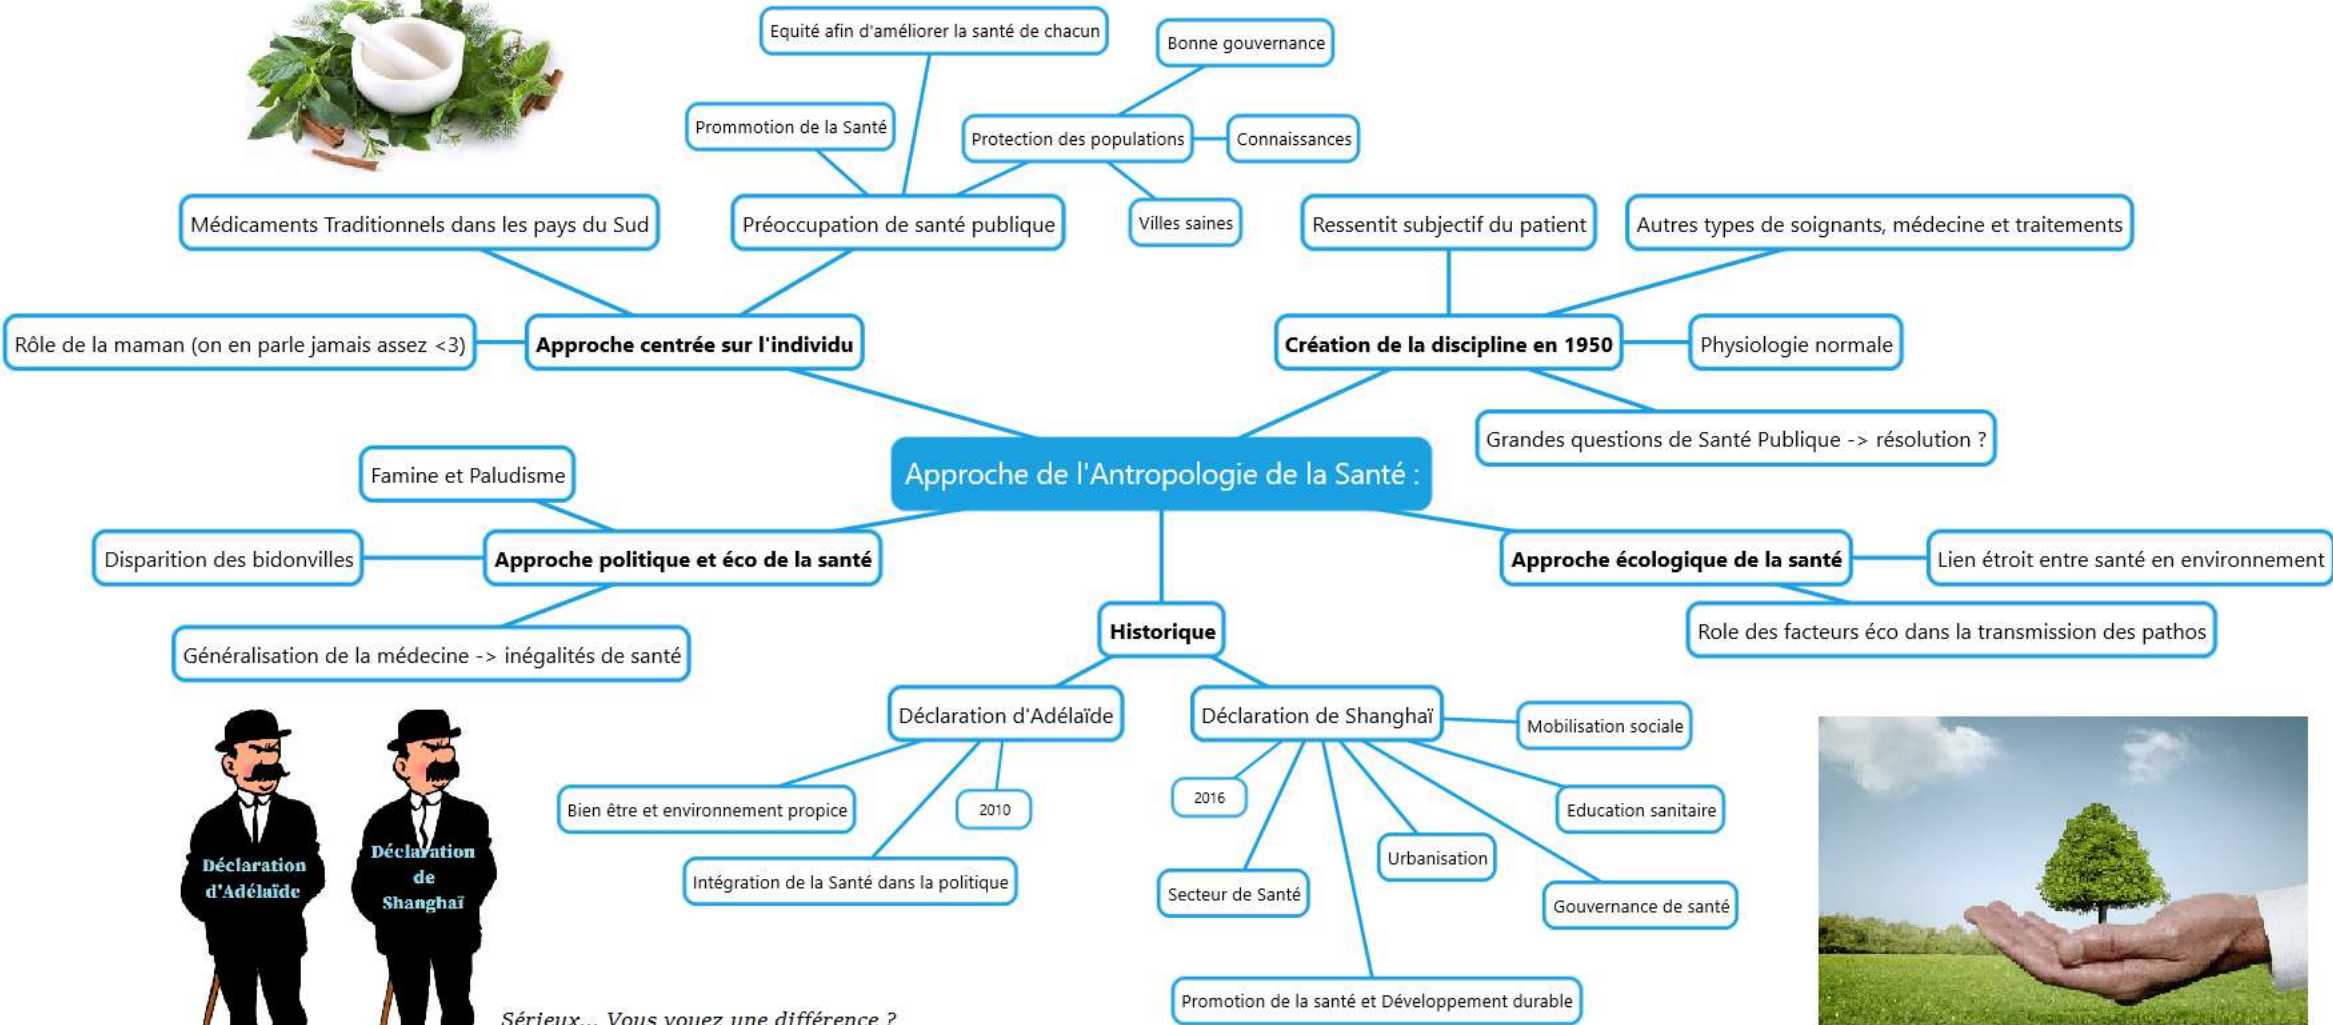 Equité afin d'améliorer la santé de chacun
Bonne gouvernance
Prommotion de la Santé
Protection des populations
Connaissances
Médicaments Traditionnels dans les pays du Sud
Préoccupation de santé publique
Villes saines
Ressentit subjectif du patient
Autres types de soignants, médecine et traitements
Rôle de la maman (on en parle jamais assez <3)
Approche centrée sur l'individu
Création de la discipline en 1950
Physiologie normale
Grandes questions de Santé Publique -> résolution ?
Approche de l'Antropologie de la Santé :
Famine et Paludisme
Disparition des bidonvilles
Approche politique et éco de la santé
Approche écologique de la santé
Lien étroit entre santé en environnement
Généralisation de la médecine -> inégalités de santé
Historique
Role des facteurs éco dans la transmission des pathos
Déclaration d'Adélaïde
Déclaration de Shanghaï
Mobilisation sociale
Bien être et environnement propice
2010
2016
Education sanitaire
Urbanisation
Intégration de la Santé dans la politique
Secteur de Santé
Gouvernance de santé
Promotion de la santé et Développement durable
Déclaration
d'Adélaïde
Déclaration
de
Shanghaï
Sérieux... Vous voyez une différence ?